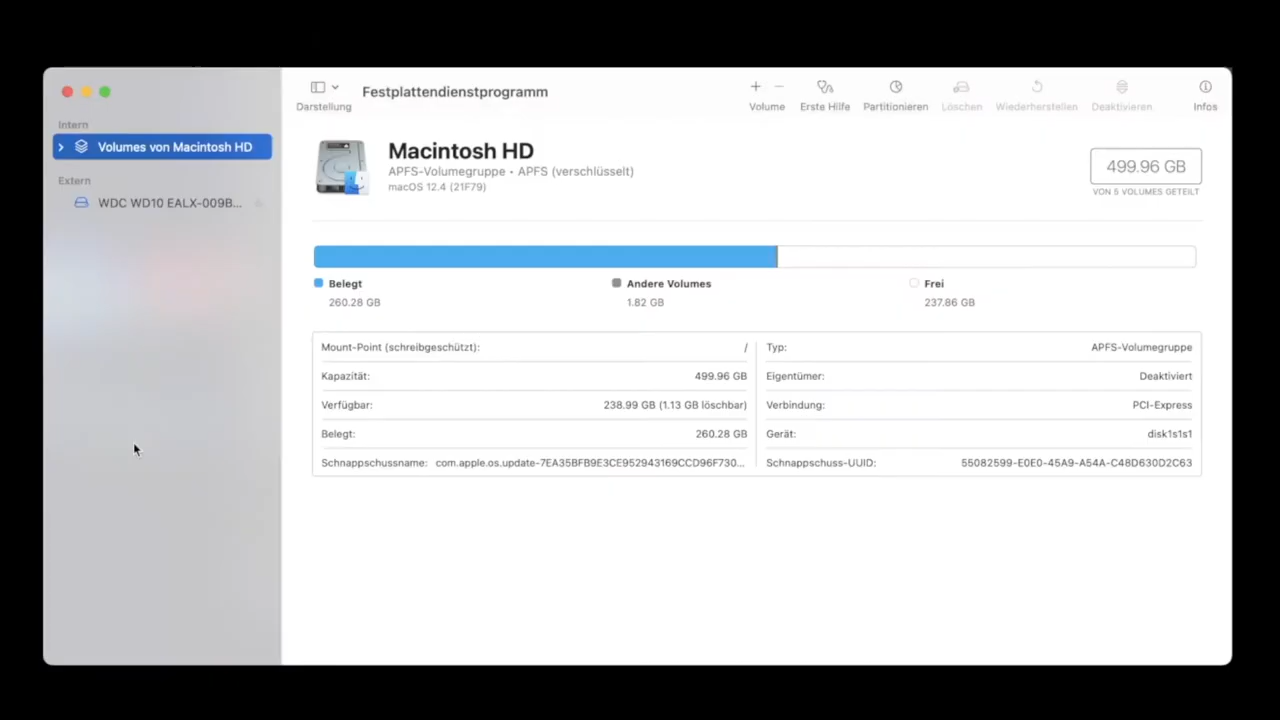 Darstellung
Festplattendienstprogramm
Volume
Erste Hilfe
Partitionieren
Löschen
Wiederherstellen
Deaktivieren
Infos
Intern
Volumes von Macintosh HD
Extern
WDC WD10 EALX-009B...
Macintosh HD
APFS-Volumegruppe • APFS (verschlüsselt)
macOS 12.4 (21F79)
499.96 GB
VON 5 VOLUMES GETEILT
Belegt
260.28 GB
Andere Volumes
1.82 GB
Frei
237.86 GB
Mount-Point (schreibgeschützt): /
Kapazität: 499.96 GB
Verfügbar: 238.99 GB (1.13 GB löschbar)
Belegt: 260.28 GB
Schnappschussname: com.apple.os.update-7EA35BFB9E3CE952943169CCD96F730...
Typ: APFS-Volumegruppe
Eigentümer: Deaktiviert
Verbindung: PCI-Express
Gerät: disk1s1s1
Schnappschuss-UUID: 55082599-E0E0-45A9-A54A-C48D630D2C63